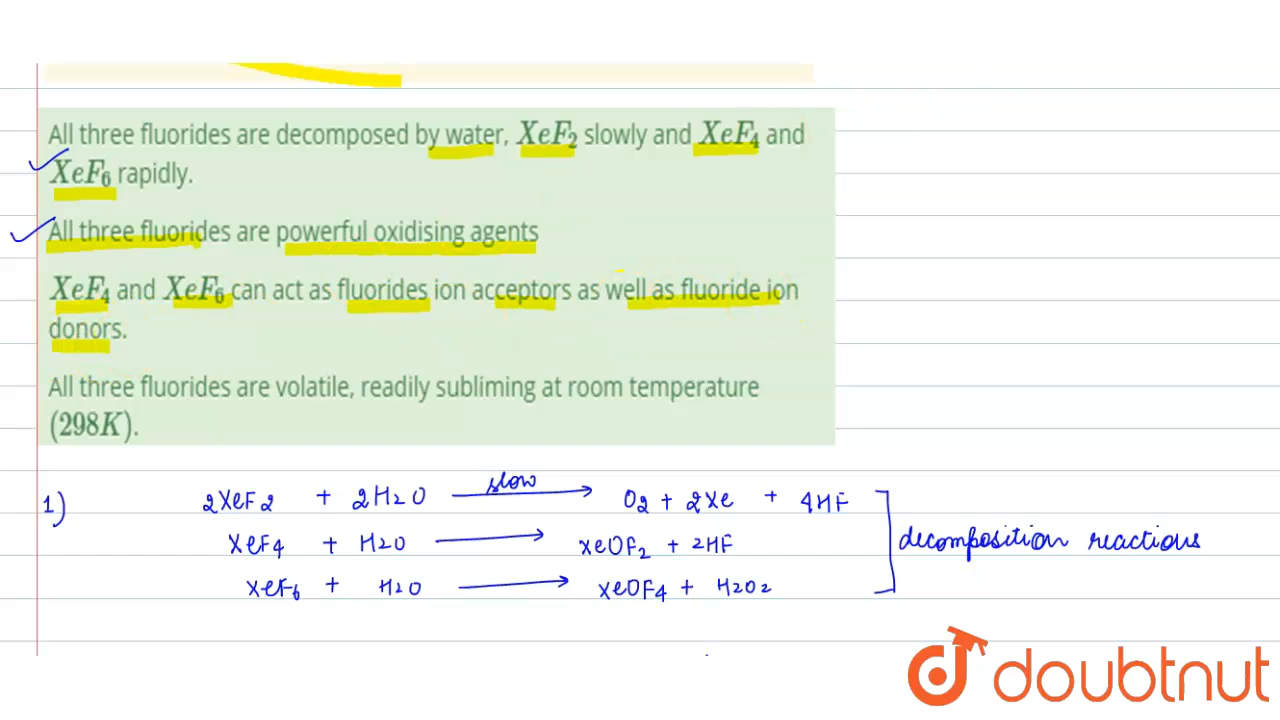 All three fluorides are decomposed by water, XeF₂ slowly and XeF₄ and
XeF₆ rapidly.
All three fluorides are powerful oxidising agents
XeF₄ and XeF₆ can act as fluorides ion acceptors as well as fluoride ion
donors.
All three fluorides are volatile, readily subliming at room temperature
(298K).
1) 2XeF₂ + 2H₂O slow → O₂ + 2Xe + 4HF
XeF₄ + H₂O → XeOF₂ + 2HF decomposition reactions
XeF₆ + H₂O → XeOF₄ + H₂O₂
doubtnut